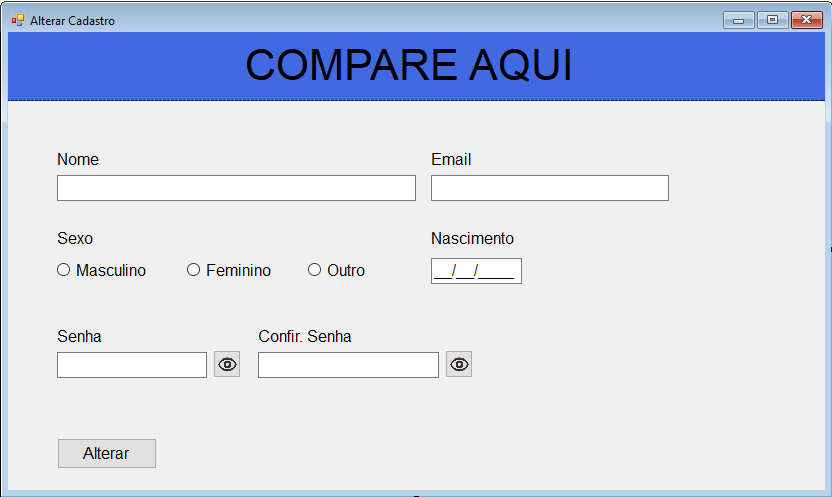 Alterar Cadastro
COMPARE AQUI
Nome Email
Sexo Nascimento
Masculino Feminino Outro __/__/____
Senha Confir. Senha
Alterar